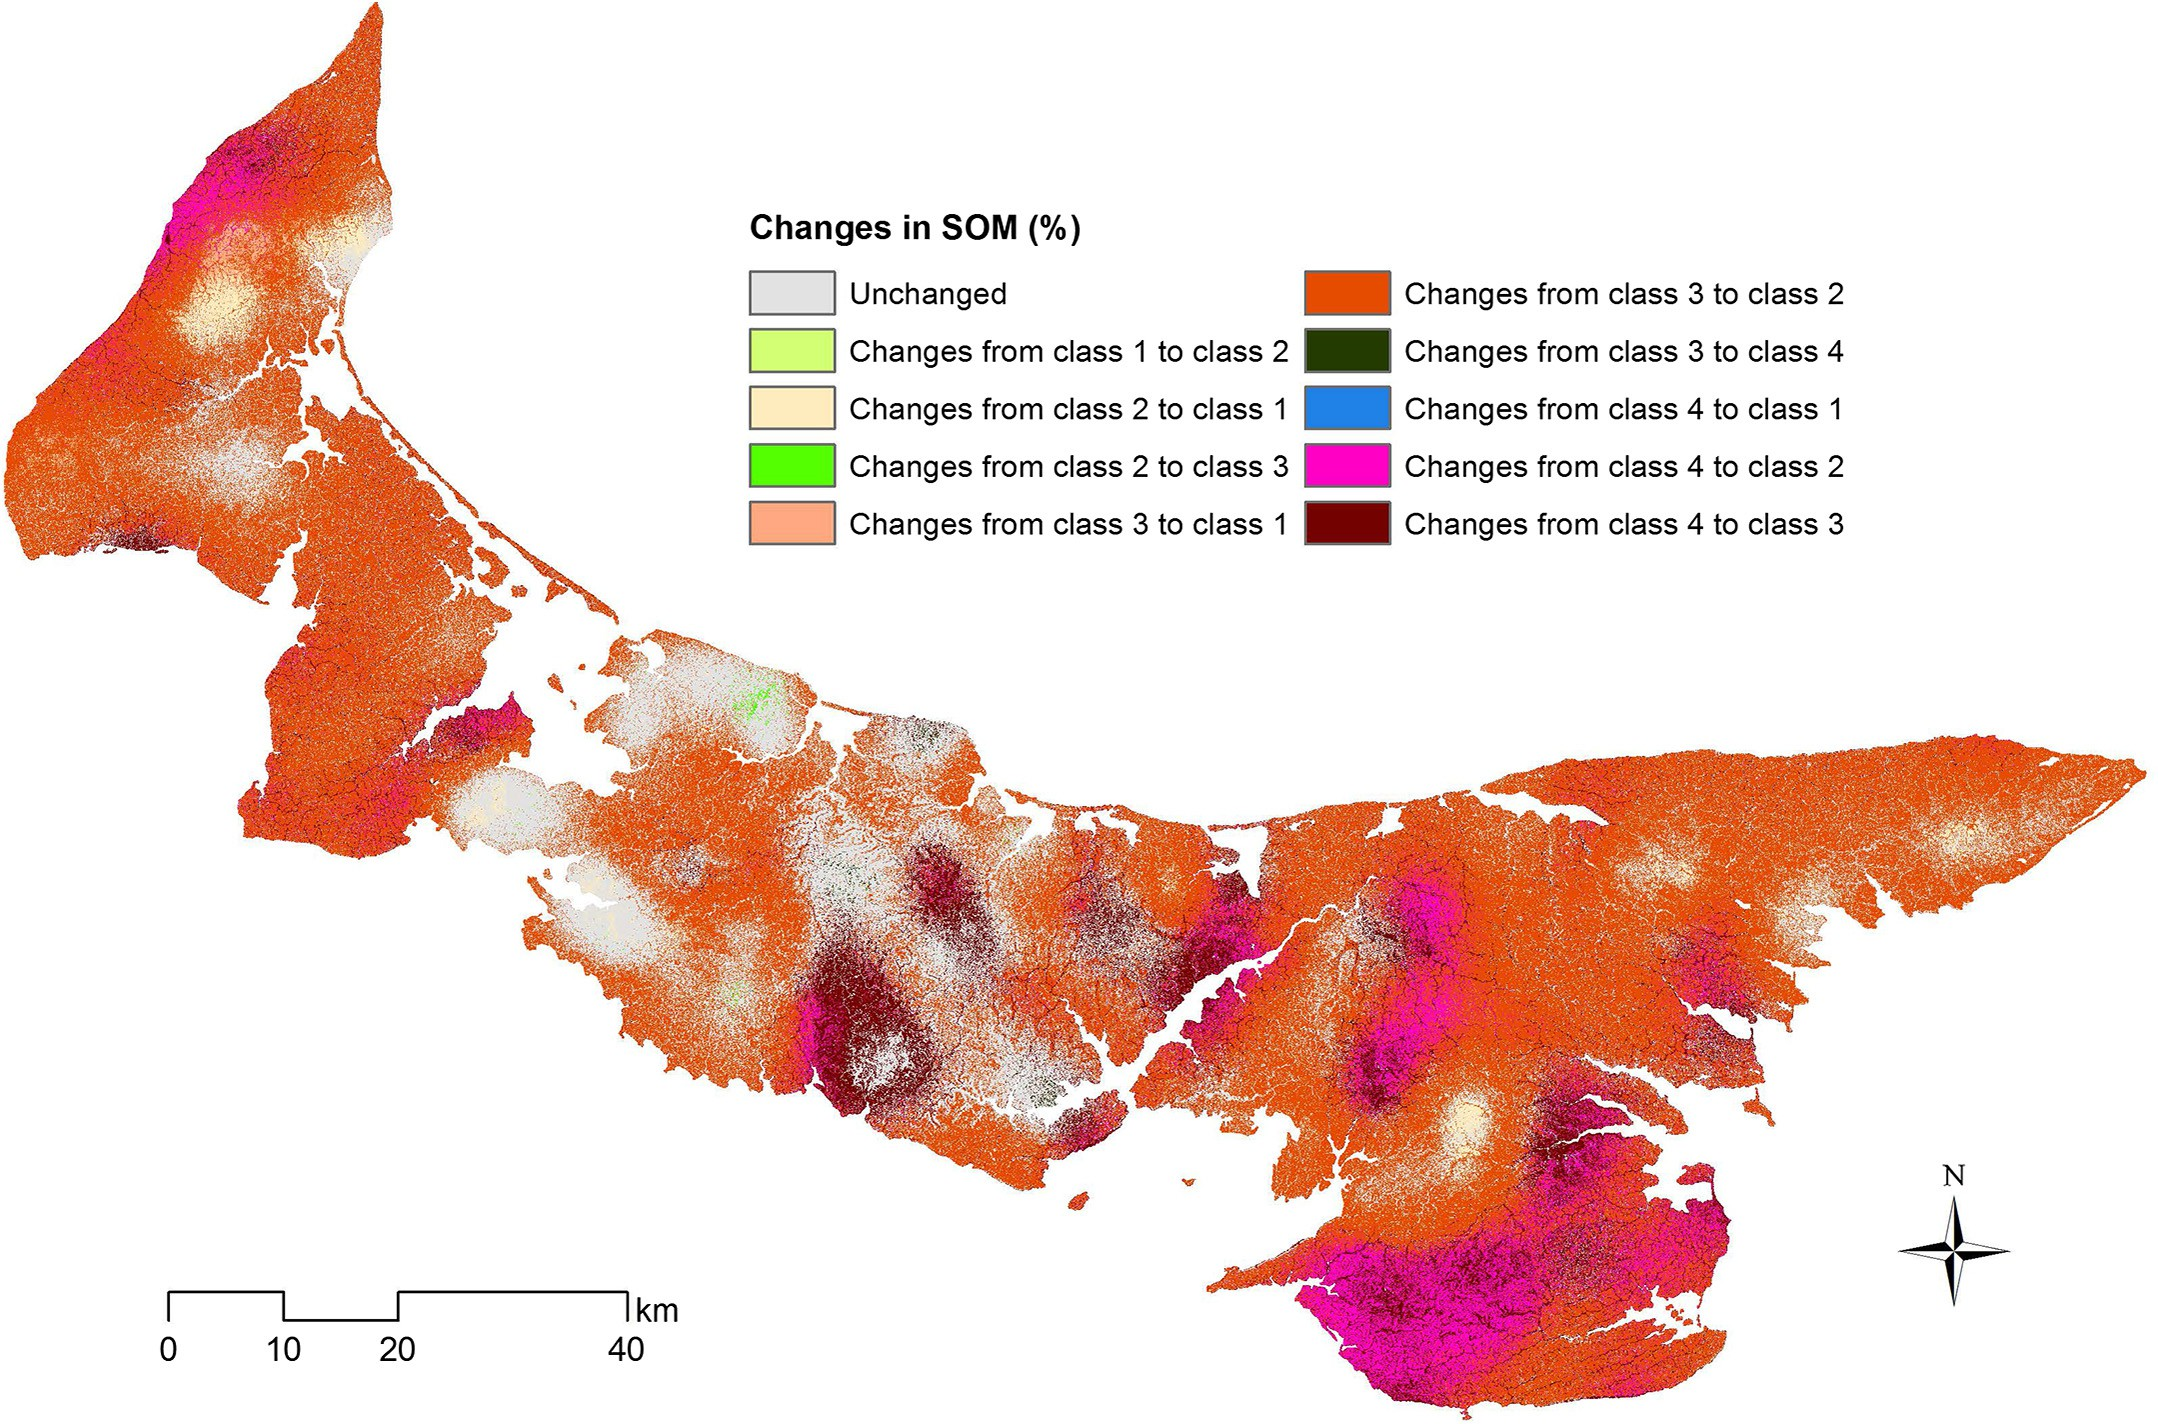 Changes in SOM (%)
Unchanged
Changes from class 1 to class 2
Changes from class 2 to class 1
Changes from class 2 to class 3
Changes from class 3 to class 1
Changes from class 3 to class 2
Changes from class 3 to class 4
Changes from class 4 to class 1
Changes from class 4 to class 2
Changes from class 4 to class 3
N
km
0 10 20 40